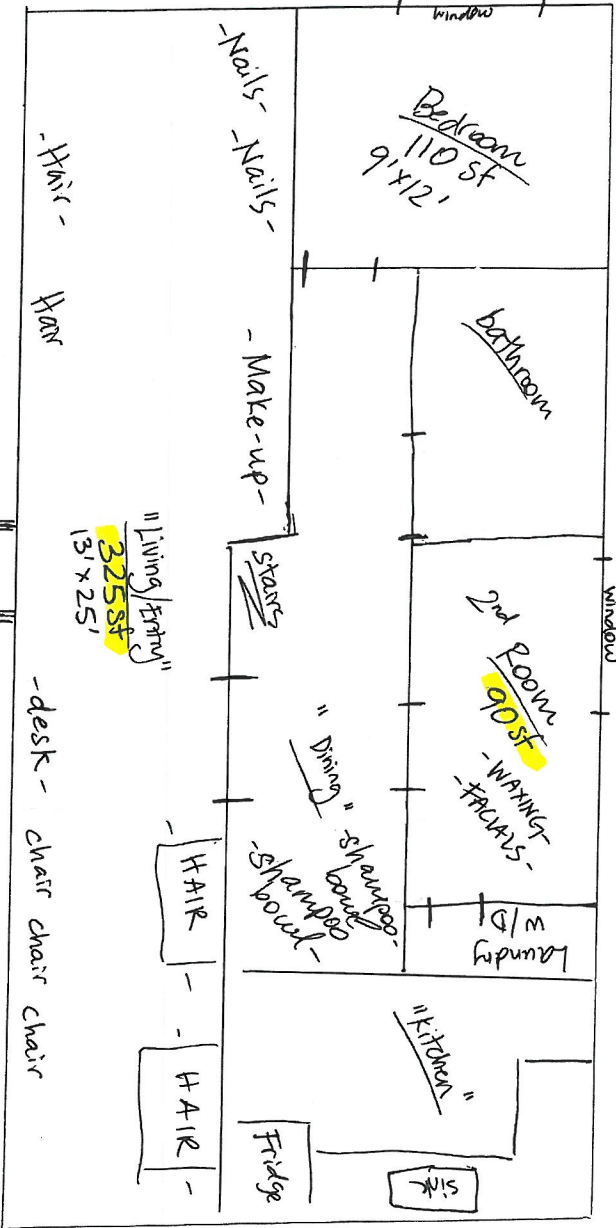 window
Bedroom
110 sf
9'x12'
-Nails- -Nails-
-Hair- Hair
-Make-up-
bathroom
"Living/Entry"
325sf
13'x25'
stairs
window
2nd Room
90sf
-WAXING-
-FACIALS-
"Dining"
-shampoo
bowl-
-shampoo
bowl-
-desk- chair chair chair
- HAIR -
- HAIR -
W/D
Laundry
"Kitchen"
Fridge
sink